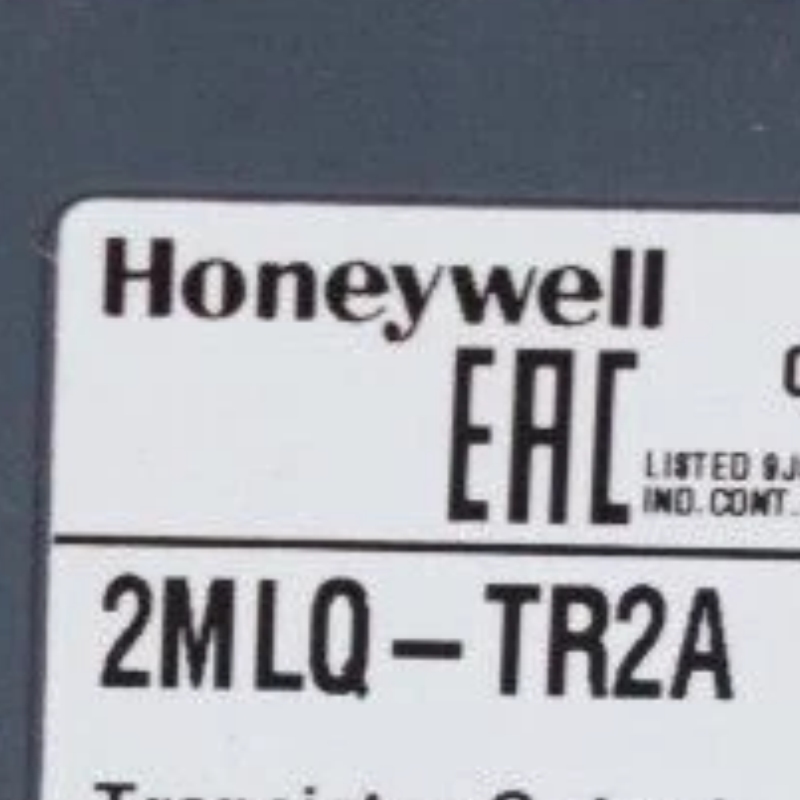 Honeywell
EAC
LISTED
IND. CONT.
2MLQ-TR2A